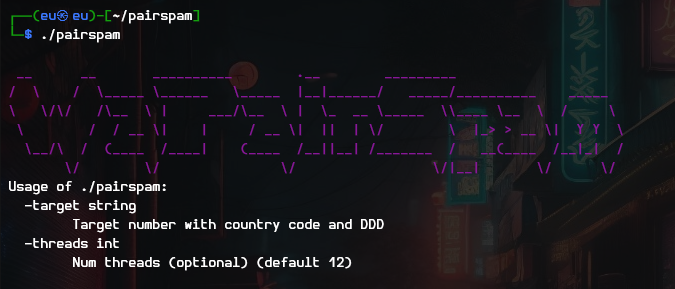 (eu㉿eu)-[~/pairspam]
$ ./pairspam
Usage of ./pairspam:
-target string
Target number with country code and DDD
-threads int
Num threads (optional) (default 12)